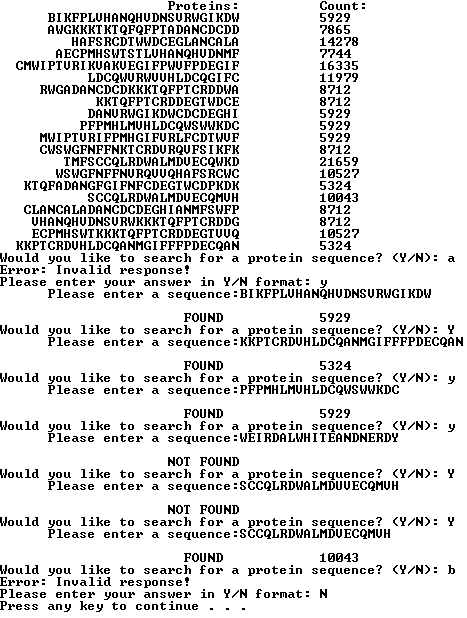 Proteins: Count:
BIKFPLVHANQHVDNSVRWGIKDW 5929
AWGKKKTKTQFQFPTADANCDCDD 7865
HAFSRCDTWWDCEGLANCALA 14278
AECPMHSWTSTLVHANQHVDNMF 7744
CMWIPTVRIKVAKVEGIFPWVFPDEGIF 16335
LDCQWVRWVVHLDCQGIFC 11979
RWGADANCDCDKKKTQFPTCRDDWA 8712
KKTQFPTCRDDEGTWDCE 8712
DANVRWGIKDWCDCDEGHI 5929
PFPMHLMVHLDCQWSWWKDC 5929
MWIPTVRIFPMHGIFVRLFCDTWVF 5929
CWSWGFNFFNKTCRDVRQVFSIKFK 8712
TMFSCCQLRDWALMDVECQWKD 21659
WSWGFNFFNVRQVVQHAFSRCWC 10527
KTQFADANGFGIFNFCDEGTWCDPKDK 5324
SCCQLRDWALMDVECQMVH 10043
CLANCALADANCDCDEGHIANMFSWFP 8712
VHANQHVDNSVRWKKKTQFPTCRDDG 8712
ECPMHSWTKKKTQFPTCRDDEGTVVQ 10527
KKPTCRDVHLDCQANMGIFFFPDECQAN 5324
Would you like to search for a protein sequence? (Y/N): a
Error: Invalid response!
Please enter your answer in Y/N format: y
Please enter a sequence:BIKFPLVHANQHVDNSVRWGIKDW
FOUND 5929
Would you like to search for a protein sequence? (Y/N): Y
Please enter a sequence:KKPTCRDVHLDCQANMGIFFFPDECQAN
FOUND 5324
Would you like to search for a protein sequence? (Y/N): y
Please enter a sequence:PFPMHLMVHLDCQWSWWKDC
FOUND 5929
Would you like to search for a protein sequence? (Y/N): y
Please enter a sequence:WEIRDALWHITEANDNERDY
NOT FOUND
Would you like to search for a protein sequence? (Y/N): Y
Please enter a sequence:SCCQLRDWALMDUVECQMVH
NOT FOUND
Would you like to search for a protein sequence? (Y/N): Y
Please enter a sequence:SCCQLRDWALMDVECQMVH
FOUND 10043
Would you like to search for a protein sequence? (Y/N): b
Error: Invalid response!
Please enter your answer in Y/N format: N
Press any key to continue . . .